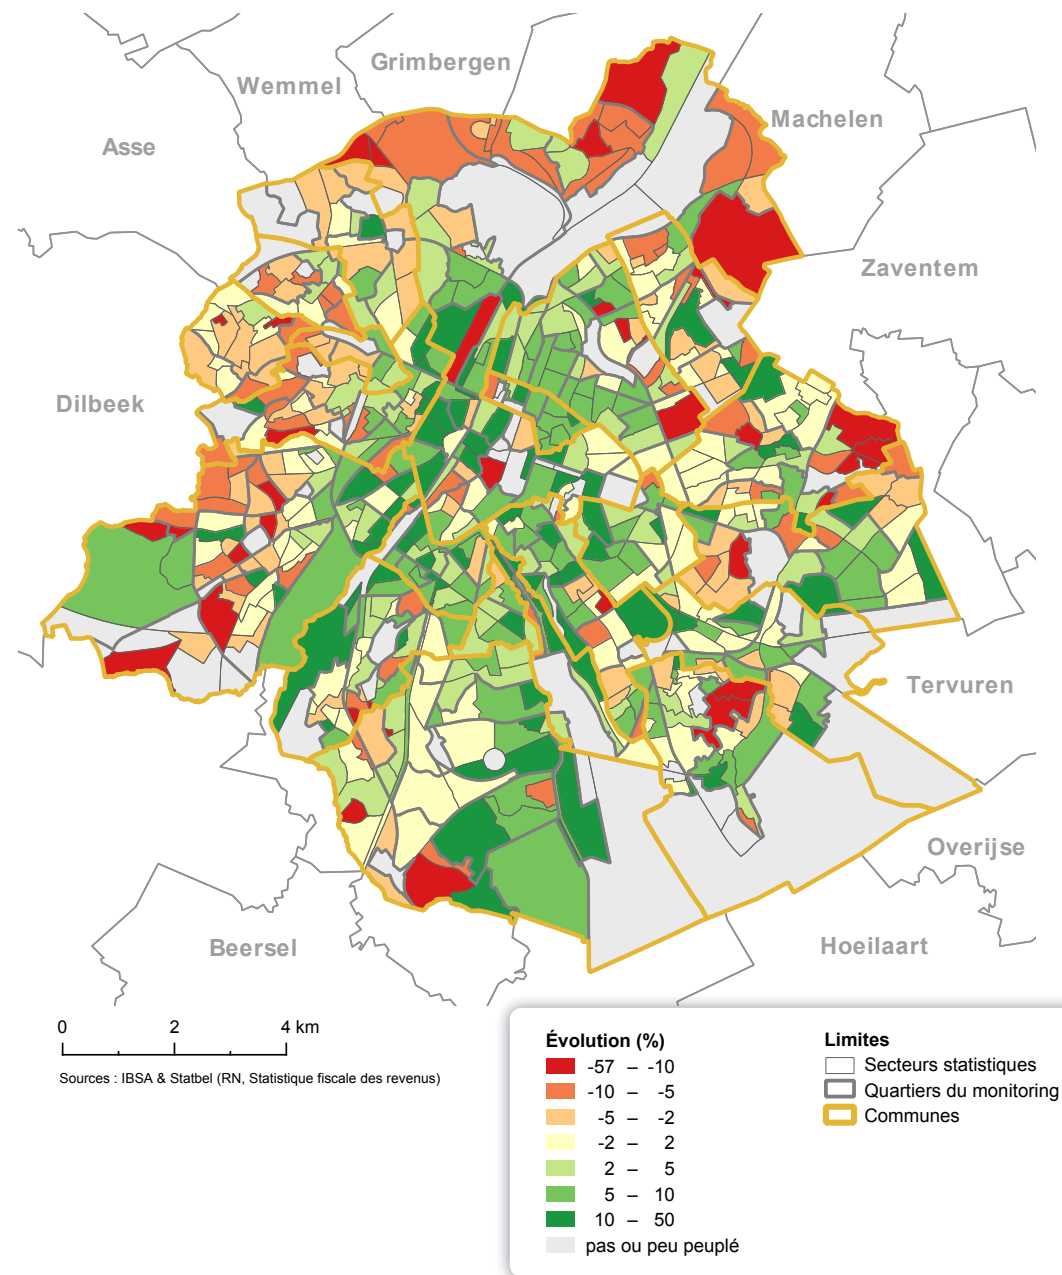 Grimbergen
Wemmel
Machelen
Asse
Zaventem
Dilbeek
Tervuren
Overijse
Beersel
Hoeilaart
0 2 4 km
Sources : IBSA & Statbel (RN, Statistique fiscale des revenus)
Évolution (%)
-57 – -10
-10 – -5
-5 – -2
-2 – 2
2 – 5
5 – 10
10 – 50
pas ou peu peuplé
Limites
Secteurs statistiques
Quartiers du monitoring
Communes